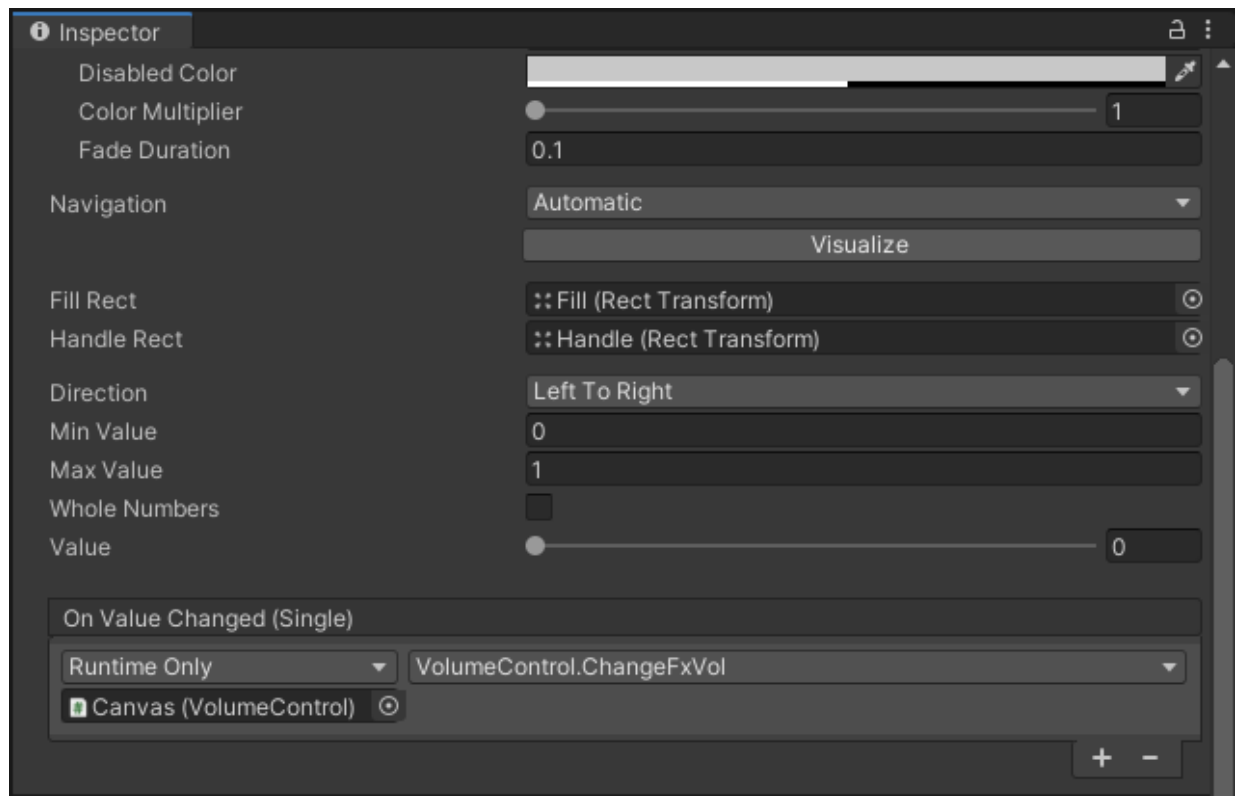 Inspector
Disabled Color
Color Multiplier 1
Fade Duration 0.1
Navigation Automatic
Visualize
Fill Rect Fill (Rect Transform)
Handle Rect Handle (Rect Transform)
Direction Left To Right
Min Value 0
Max Value 1
Whole Numbers
Value 0
On Value Changed (Single)
Runtime Only VolumeControl.ChangeFxVol
Canvas (VolumeControl)